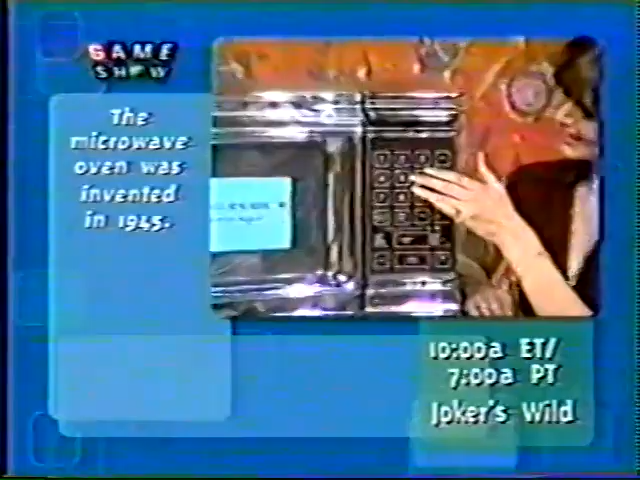 GAME
SHOW
The
microwave
oven was
invented
in 1945.
10:00a ET/
7:00a PT
Joker's Wild